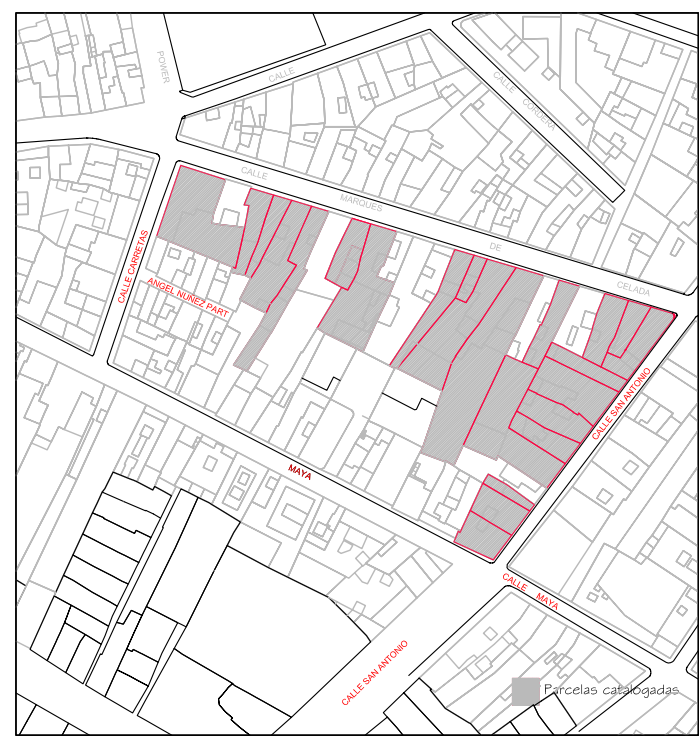 POWER
CALLE
CALLE CORDERA
CALLE MARQUES DE CELADA
CALLE CARRETAS
ANGEL NUÑEZ PART
CALLE SAN ANTONIO
MAYA
CALLE MAYA
CALLE SAN ANTONIO
Parcelas catalogadas